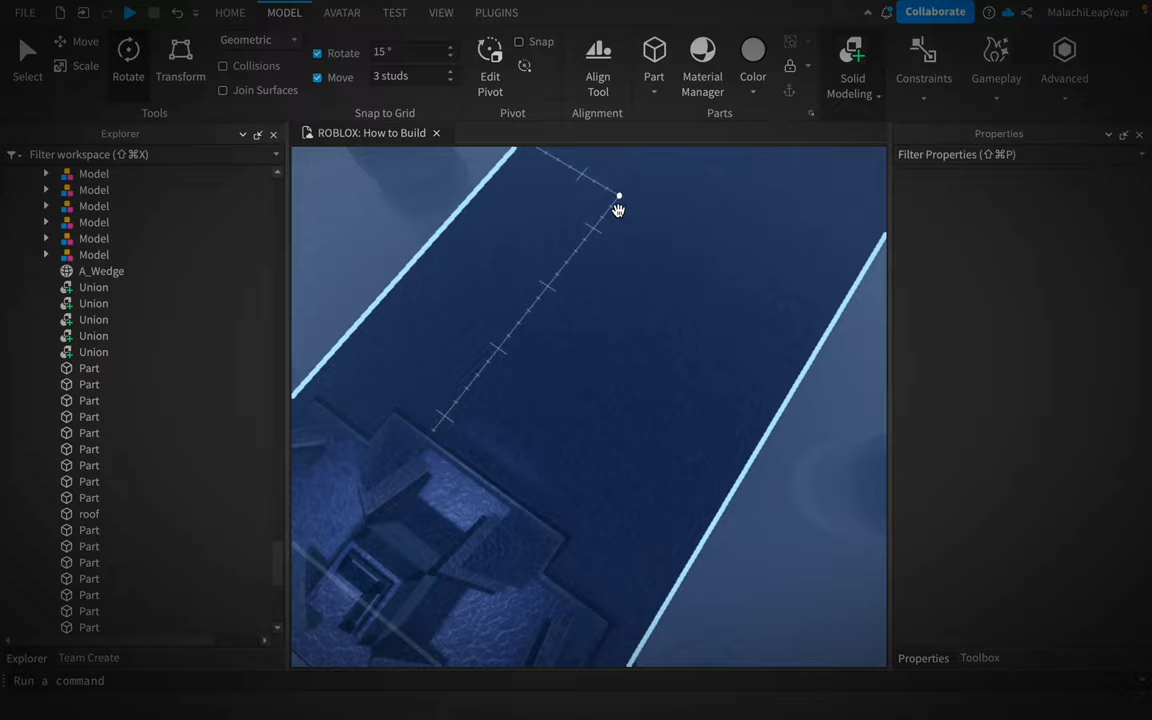 FILE HOME MODEL AVATAR TEST VIEW PLUGINS Collaborate MalachiLeapYear
Select
Move
Scale
Rotate
Transform
Tools
Geometric
Collisions
Join Surfaces
Rotate 15 °
Move 3 studs
Snap to Grid
Edit
Pivot
Snap
Pivot
Align
Tool
Alignment
Part
Material
Manager
Color
Parts
Solid
Modeling
Constraints
Gameplay
Advanced
Explorer
Filter workspace (⇧⌘X)
Model
Model
Model
Model
Model
Model
A_Wedge
Union
Union
Union
Union
Union
Part
Part
Part
Part
Part
Part
Part
Part
Part
roof
Part
Part
Part
Part
Part
Part
Part
Explorer Team Create
ROBLOX: How to Build
Properties
Filter Properties (⇧⌘P)
Properties Toolbox
Run a command